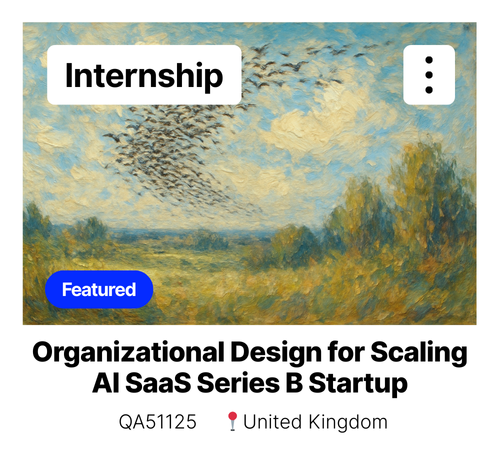 Internship
Featured
Organizational Design for Scaling
AI SaaS Series B Startup
QA51125 📍United Kingdom